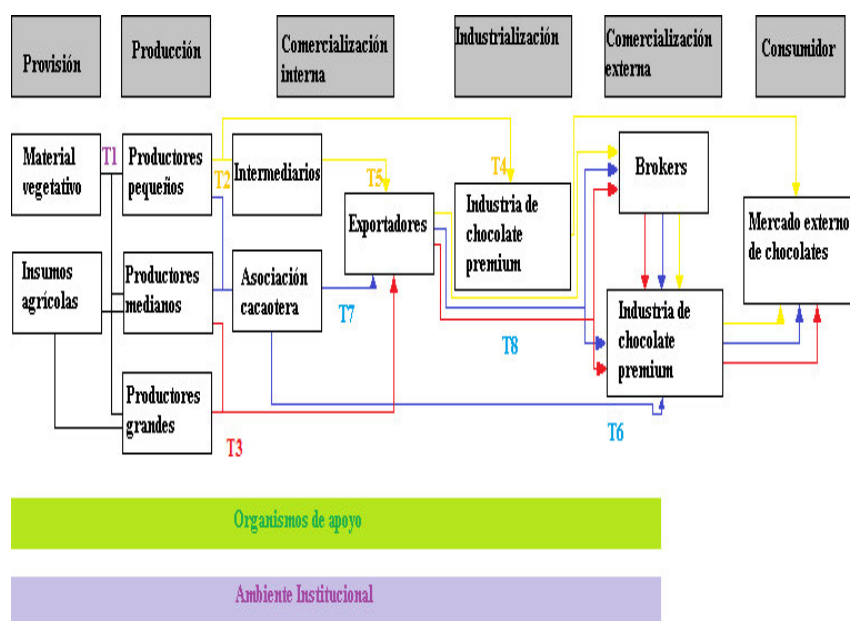 Provisión
Producción
Comercialización
interna
Industrialización
Comercialización
externa
Consumidor
Material
vegetativo
T1
Productores
pequeños
T2
Intermediarios
T5
Exportadores
T4
Industria de
chocolate
premium
Brokers
Mercado externo
de chocolates
Insumos
agrícolas
Productores
medianos
Asociación
cacaotera
T7
T8
Industria de
chocolate
premium
Productores
grandes
T3
T6
Organismos de apoyo
Ambiente Institucional